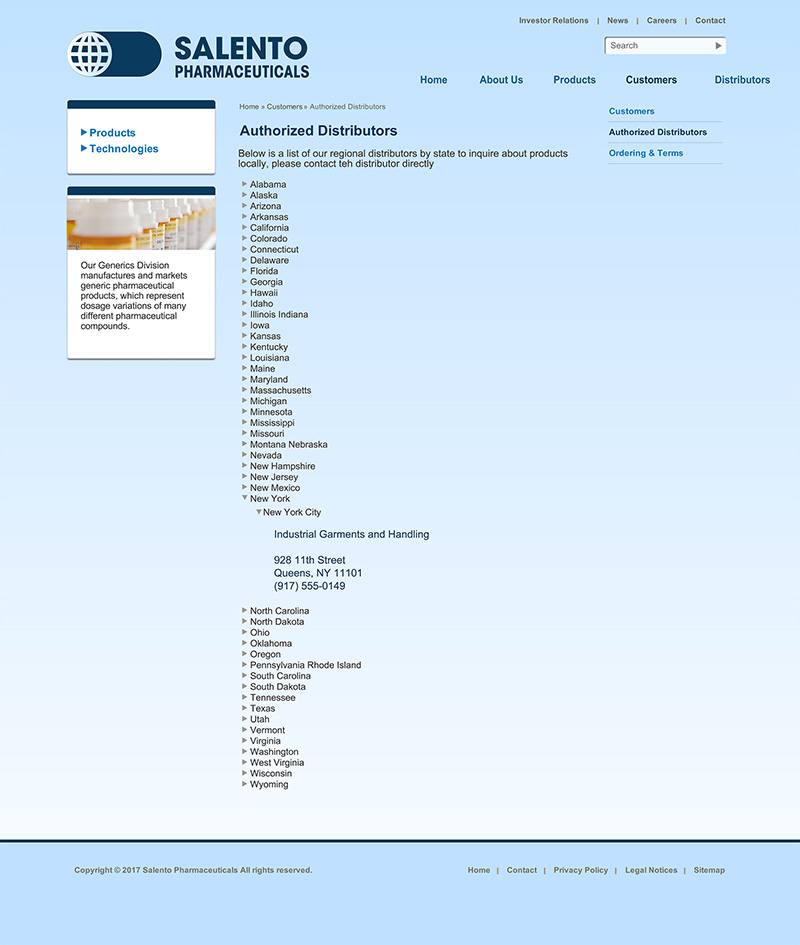 Investor Relations | News | Careers | Contact
Search
SALENTO
PHARMACEUTICALS
Home About Us Products Customers Distributors
Products
Technologies
Our Generics Division
manufactures and markets
generic pharmaceutical
products, which represent
dosage variations of many
different pharmaceutical
compounds.
Home » Customers » Authorized Distributors
Authorized Distributors
Below is a list of our regional distributors by state to inquire about products
locally, please contact teh distributor directly
Alabama
Alaska
Arizona
Arkansas
California
Colorado
Connecticut
Delaware
Florida
Georgia
Hawaii
Idaho
Illinois Indiana
Iowa
Kansas
Kentucky
Louisiana
Maine
Maryland
Massachusetts
Michigan
Minnesota
Mississippi
Missouri
Montana Nebraska
Nevada
New Hampshire
New Jersey
New Mexico
New York
New York City
Industrial Garments and Handling
928 11th Street
Queens, NY 11101
(917) 555-0149
North Carolina
North Dakota
Ohio
Oklahoma
Oregon
Pennsylvania Rhode Island
South Carolina
South Dakota
Tennessee
Texas
Utah
Vermont
Virginia
Washington
West Virginia
Wisconsin
Wyoming
Customers
Authorized Distributors
Ordering & Terms
Copyright © 2017 Salento Pharmaceuticals All rights reserved.
Home | Contact | Privacy Policy | Legal Notices | Sitemap